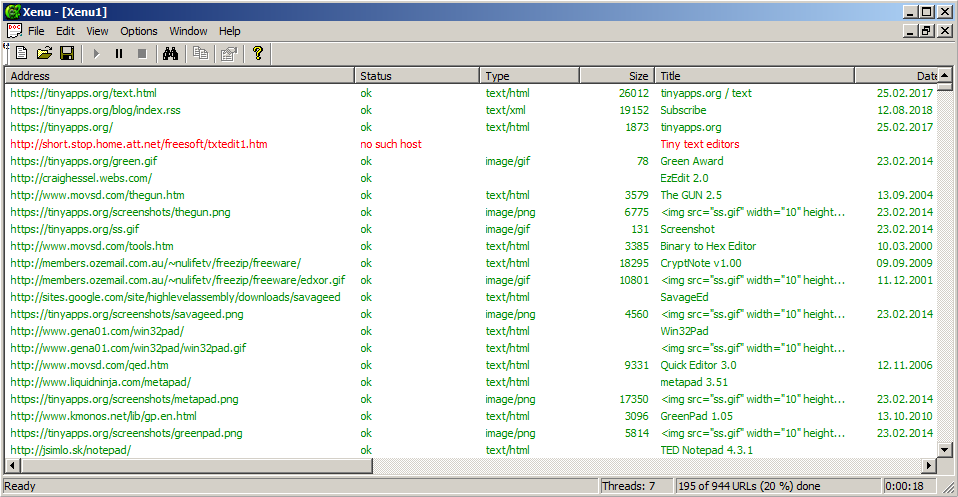 Xenu - [Xenu1]
File Edit View Options Window Help
Address Status Type Size Title Date
https://tinyapps.org/text.html ok text/html 26012 tinyapps.org / text 25.02.2017
https://tinyapps.org/blog/index.rss ok text/xml 19152 Subscribe 12.08.2018
https://tinyapps.org/ ok text/html 1873 tinyapps.org 25.02.2017
http://short.stop.home.att.net/freesoft/txtedit1.htm no such host Tiny text editors
https://tinyapps.org/green.gif ok image/gif 78 Green Award 23.02.2014
http://craighessel.webs.com/ ok EzEdit 2.0
http://www.movsd.com/thegun.htm ok text/html 3579 The GUN 2.5 13.09.2004
https://tinyapps.org/screenshots/thegun.png ok image/png 6775 <img src="ss.gif" width="10" height... 23.02.2014
https://tinyapps.org/ss.gif ok image/gif 131 Screenshot 23.02.2014
http://www.movsd.com/tools.htm ok text/html 3385 Binary to Hex Editor 10.03.2000
http://members.ozemail.com.au/~nulifetv/freezip/freeware/ ok text/html 18295 CryptNote v1.00 09.09.2009
http://members.ozemail.com.au/~nulifetv/freezip/freeware/edxor.gif ok image/gif 10801 <img src="ss.gif" width="10" height... 11.12.2001
http://sites.google.com/site/highlevelassembly/downloads/savageed ok text/html SavageEd
https://tinyapps.org/screenshots/savageed.png ok image/png 4560 <img src="ss.gif" width="10" height... 23.02.2014
http://www.gena01.com/win32pad/ ok text/html Win32Pad
http://www.gena01.com/win32pad/win32pad.gif ok text/html <img src="ss.gif" width="10" height...
http://www.movsd.com/qed.htm ok text/html 9331 Quick Editor 3.0 12.11.2006
http://www.liquidninja.com/metapad/ ok text/html metapad 3.51
https://tinyapps.org/screenshots/metapad.png ok image/png 17350 <img src="ss.gif" width="10" height... 23.02.2014
http://www.kmonos.net/lib/gp.en.html ok text/html 3096 GreenPad 1.05 13.10.2010
https://tinyapps.org/screenshots/greenpad.png ok image/png 5814 <img src="ss.gif" width="10" height... 23.02.2014
http://jsimlo.sk/notepad/ ok text/html TED Notepad 4.3.1
Ready Threads: 7 195 of 944 URLs (20 %) done 0:00:18